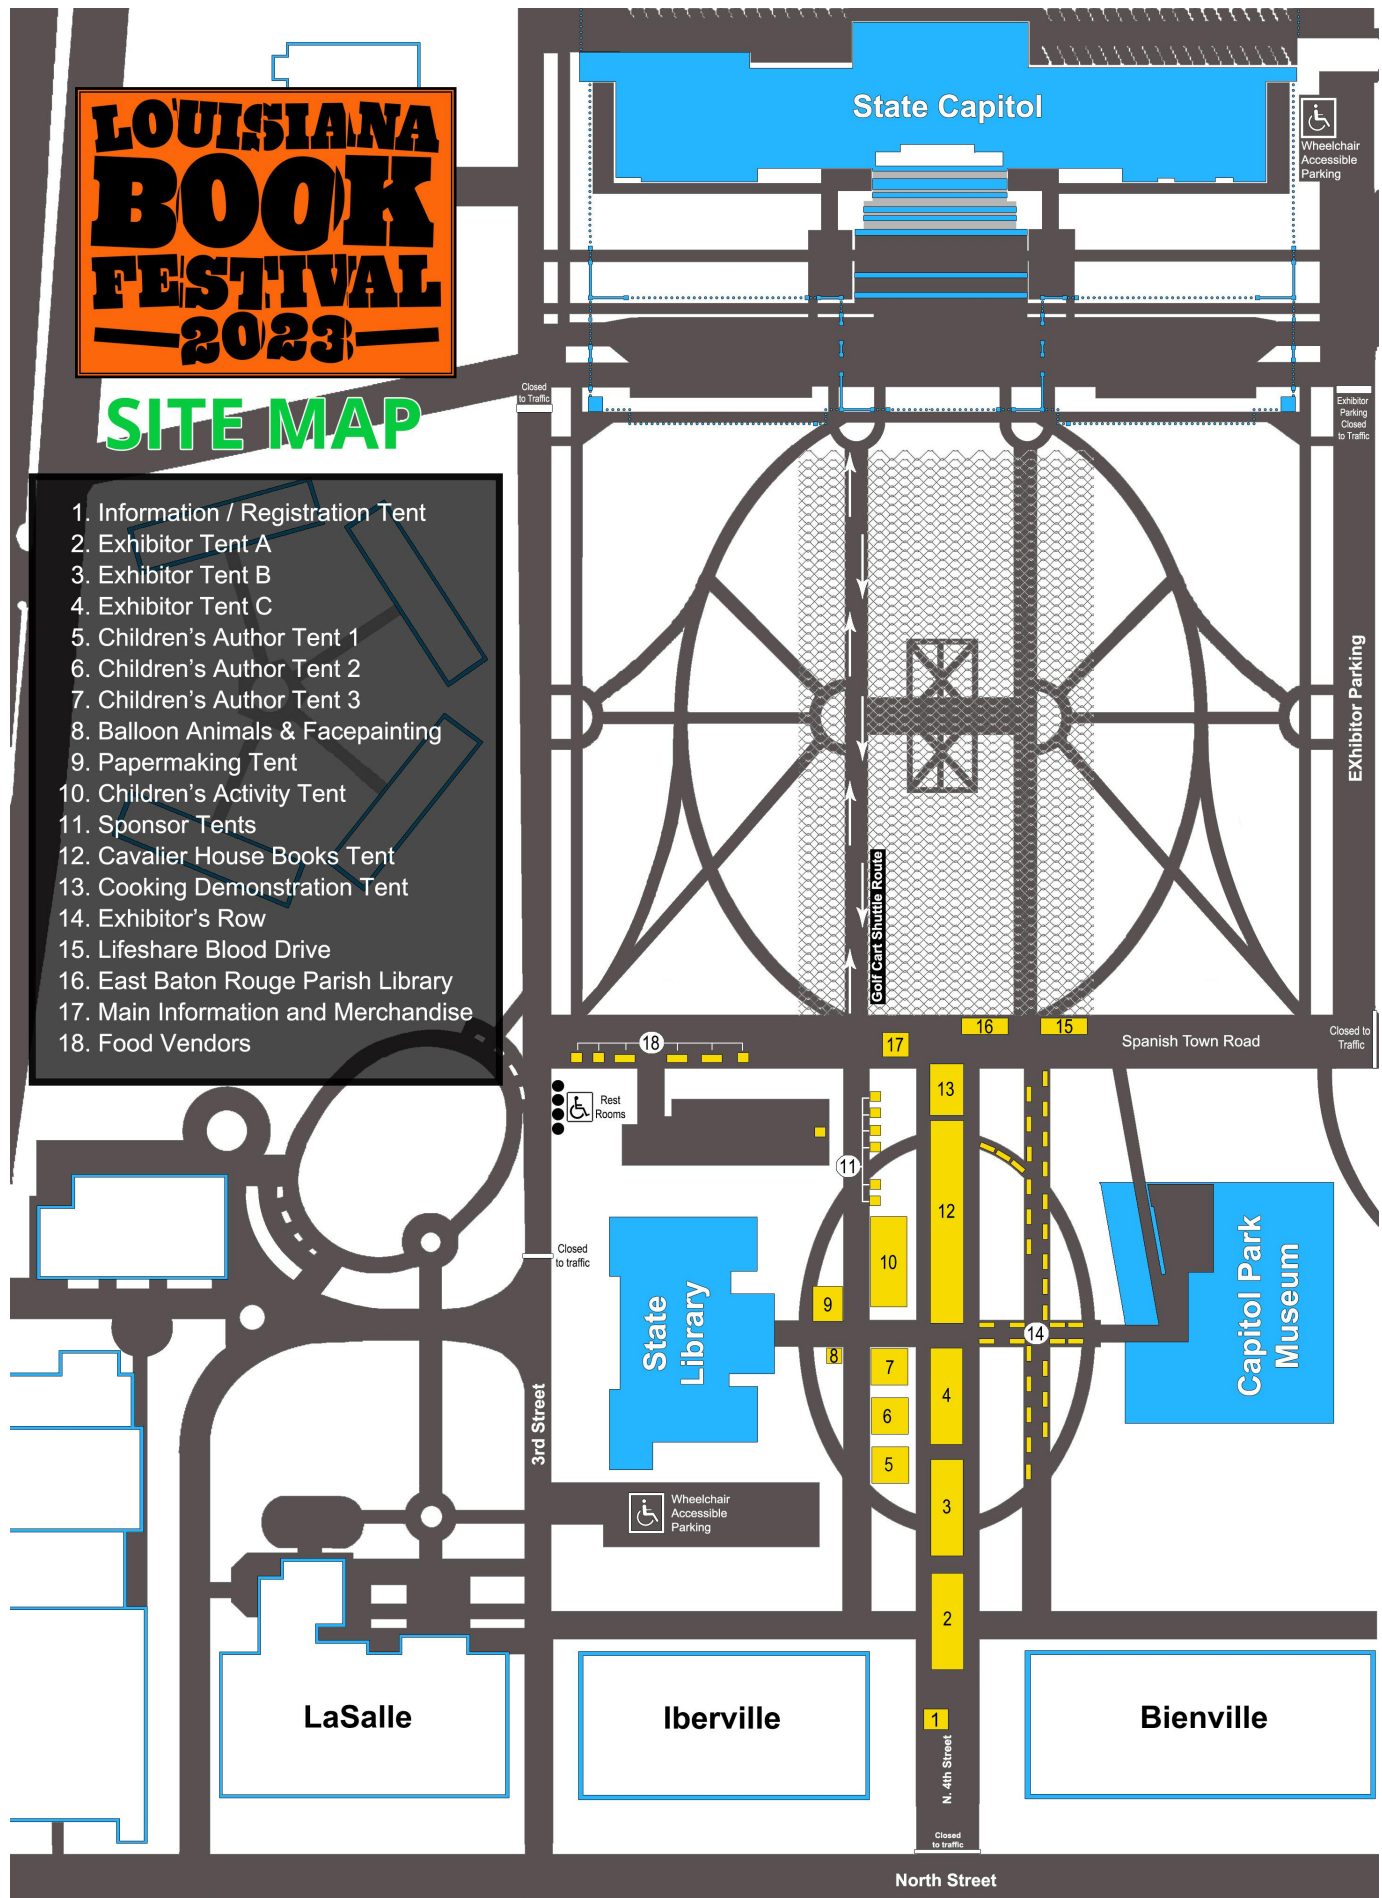 LOUISIANA
BOOK
FESTIVAL
2023
SITE MAP
1. Information / Registration Tent
2. Exhibitor Tent A
3. Exhibitor Tent B
4. Exhibitor Tent C
5. Children's Author Tent 1
6. Children's Author Tent 2
7. Children's Author Tent 3
8. Balloon Animals & Facepainting
9. Papermaking Tent
10. Children's Activity Tent
11. Sponsor Tents
12. Cavalier House Books Tent
13. Cooking Demonstration Tent
14. Exhibitor's Row
15. Lifeshare Blood Drive
16. East Baton Rouge Parish Library
17. Main Information and Merchandise
18. Food Vendors
State Capitol
Wheelchair
Accessible
Parking
Closed
to Traffic
Exhibitor
Parking
Closed
to Traffic
EXhibitor Parking
Golf Cart Shuttle Route
16
15
Spanish Town Road
Closed to
Traffic
18
17
13
Rest
Rooms
11
12
10
9
8
14
State
Library
Capitol Park
Museum
Closed
to traffic
3rd Street
7
6
5
4
3
2
1
Wheelchair
Accessible
Parking
LaSalle
Iberville
Bienville
N. 4th Street
Closed
to traffic
North Street